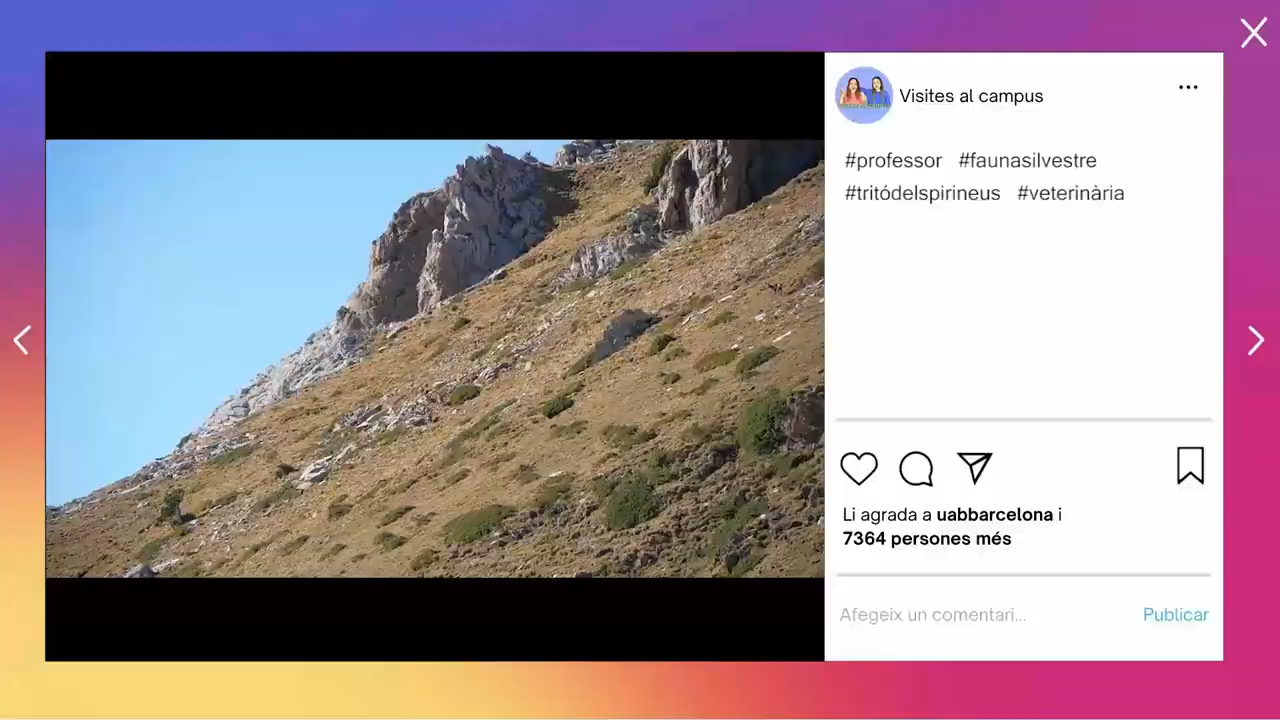 Visites al campus
#professor #faunasilvestre
#tritódelspirineus #veterinària
Li agrada a uabbarcelona i
7364 persones més
Afegeix un comentari...
Publicar